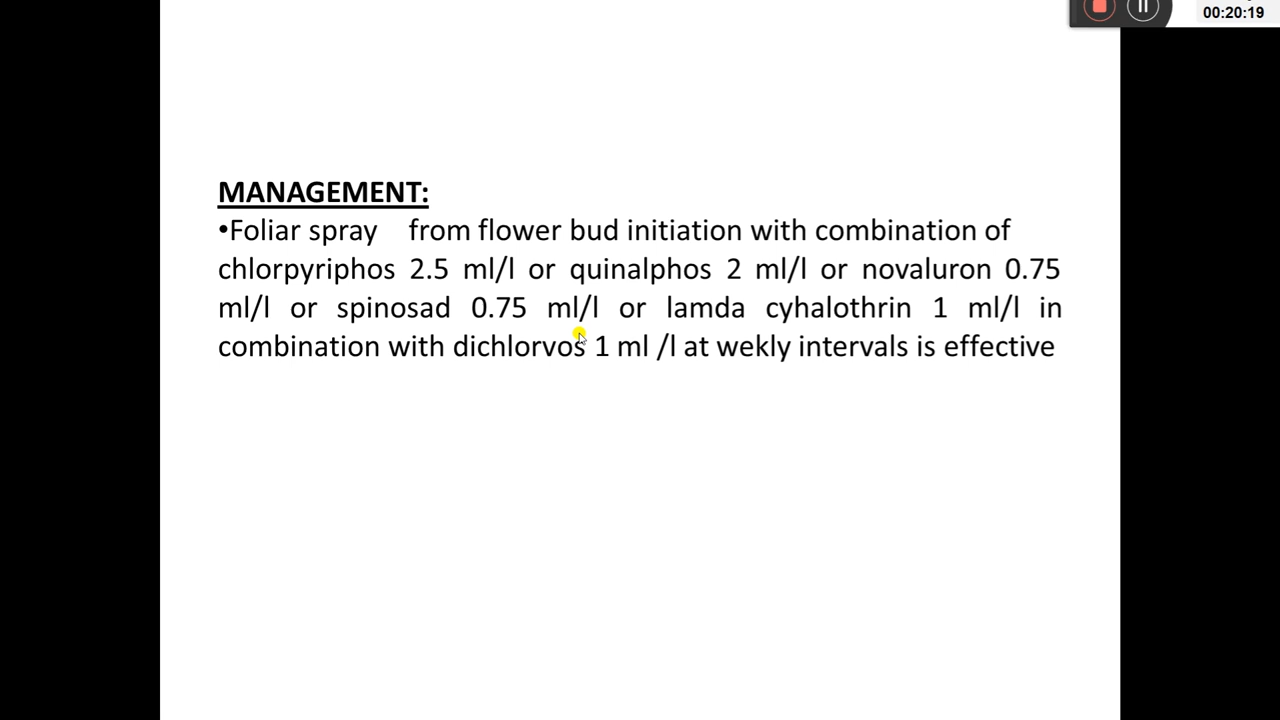 00:20:19
MANAGEMENT:
•Foliar spray from flower bud initiation with combination of
chlorpyriphos 2.5 ml/l or quinalphos 2 ml/l or novaluron 0.75
ml/l or spinosad 0.75 ml/l or lamda cyhalothrin 1 ml/l in
combination with dichlorvos 1 ml /l at wekly intervals is effective